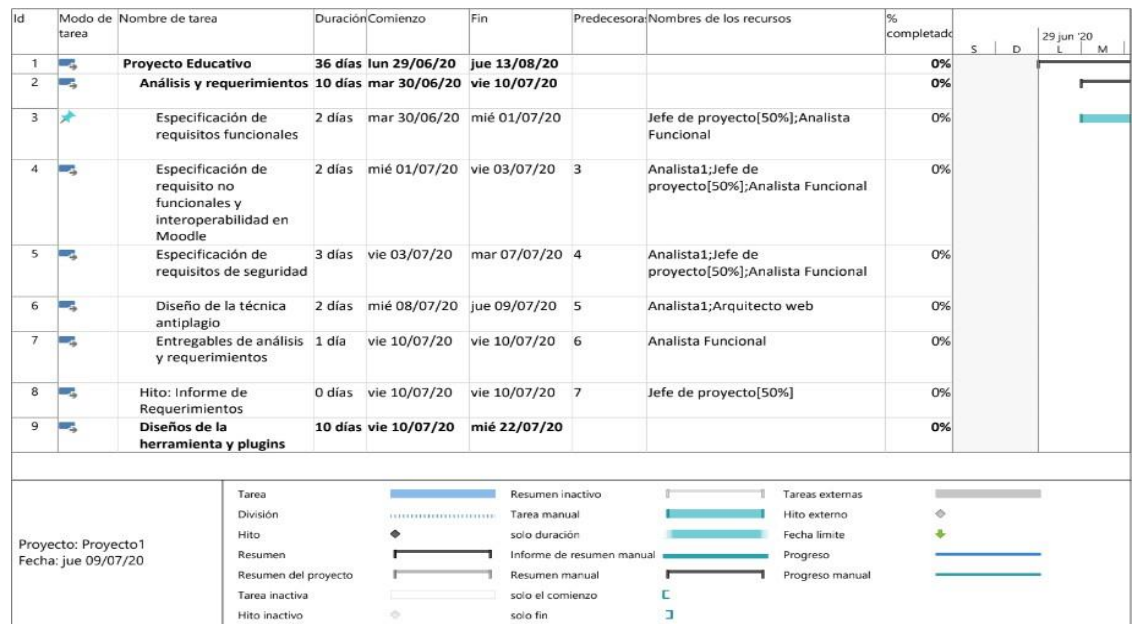 Id Modo de tarea Nombre de tarea Duración Comienzo Fin Predecesoras Nombres de los recursos % completado
29 jun '20
S D L M
1 Proyecto Educativo 36 días lun 29/06/20 jue 13/08/20 0%
2 Análisis y requerimientos 10 días mar 30/06/20 vie 10/07/20 0%
3 Especificación de 2 días mar 30/06/20 mié 01/07/20 Jefe de proyecto[50%];Analista 0%
requisitos funcionales Funcional
4 Especificación de 2 días mié 01/07/20 vie 03/07/20 3 Analista1;Jefe de 0%
requisito no proyecto[50%];Analista Funcional
funcionales y
interoperabilidad en
Moodle
5 Especificación de 3 días vie 03/07/20 mar 07/07/20 4 Analista1;Jefe de 0%
requisitos de seguridad proyecto[50%];Analista Funcional
6 Diseño de la técnica 2 días mié 08/07/20 jue 09/07/20 5 Analista1;Arquitecto web 0%
antiplagio
7 Entregables de análisis 1 día vie 10/07/20 vie 10/07/20 6 Analista Funcional 0%
y requerimientos
8 Hito: Informe de 0 días vie 10/07/20 vie 10/07/20 7 Jefe de proyecto[50%] 0%
Requerimientos
9 Diseños de la 10 días vie 10/07/20 mié 22/07/20 0%
herramienta y plugins
Proyecto: Proyecto1
Fecha: jue 09/07/20
Tarea Resumen inactivo Tareas externas
División Tarea manual Hito externo
Hito solo duración Fecha límite
Resumen Informe de resumen manual Progreso
Resumen del proyecto Resumen manual Progreso manual
Tarea inactiva solo el comienzo
Hito inactivo solo fin